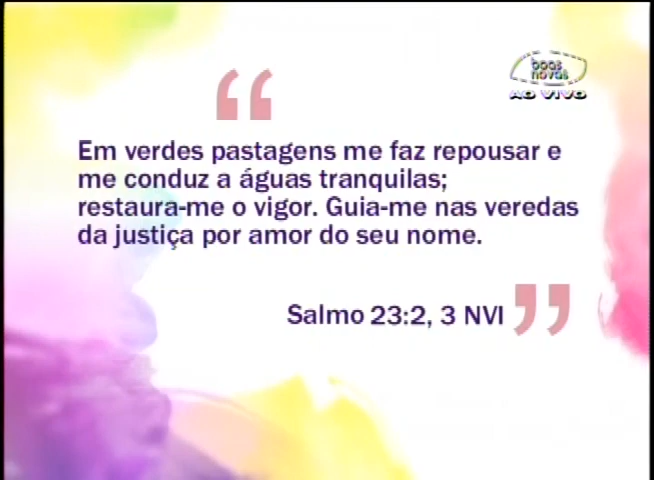 boas
novas
AO VIVO
“
Em verdes pastagens me faz repousar e
me conduz a águas tranquilas;
restaura-me o vigor. Guia-me nas veredas
da justiça por amor do seu nome.
Salmo 23:2, 3 NVI ”